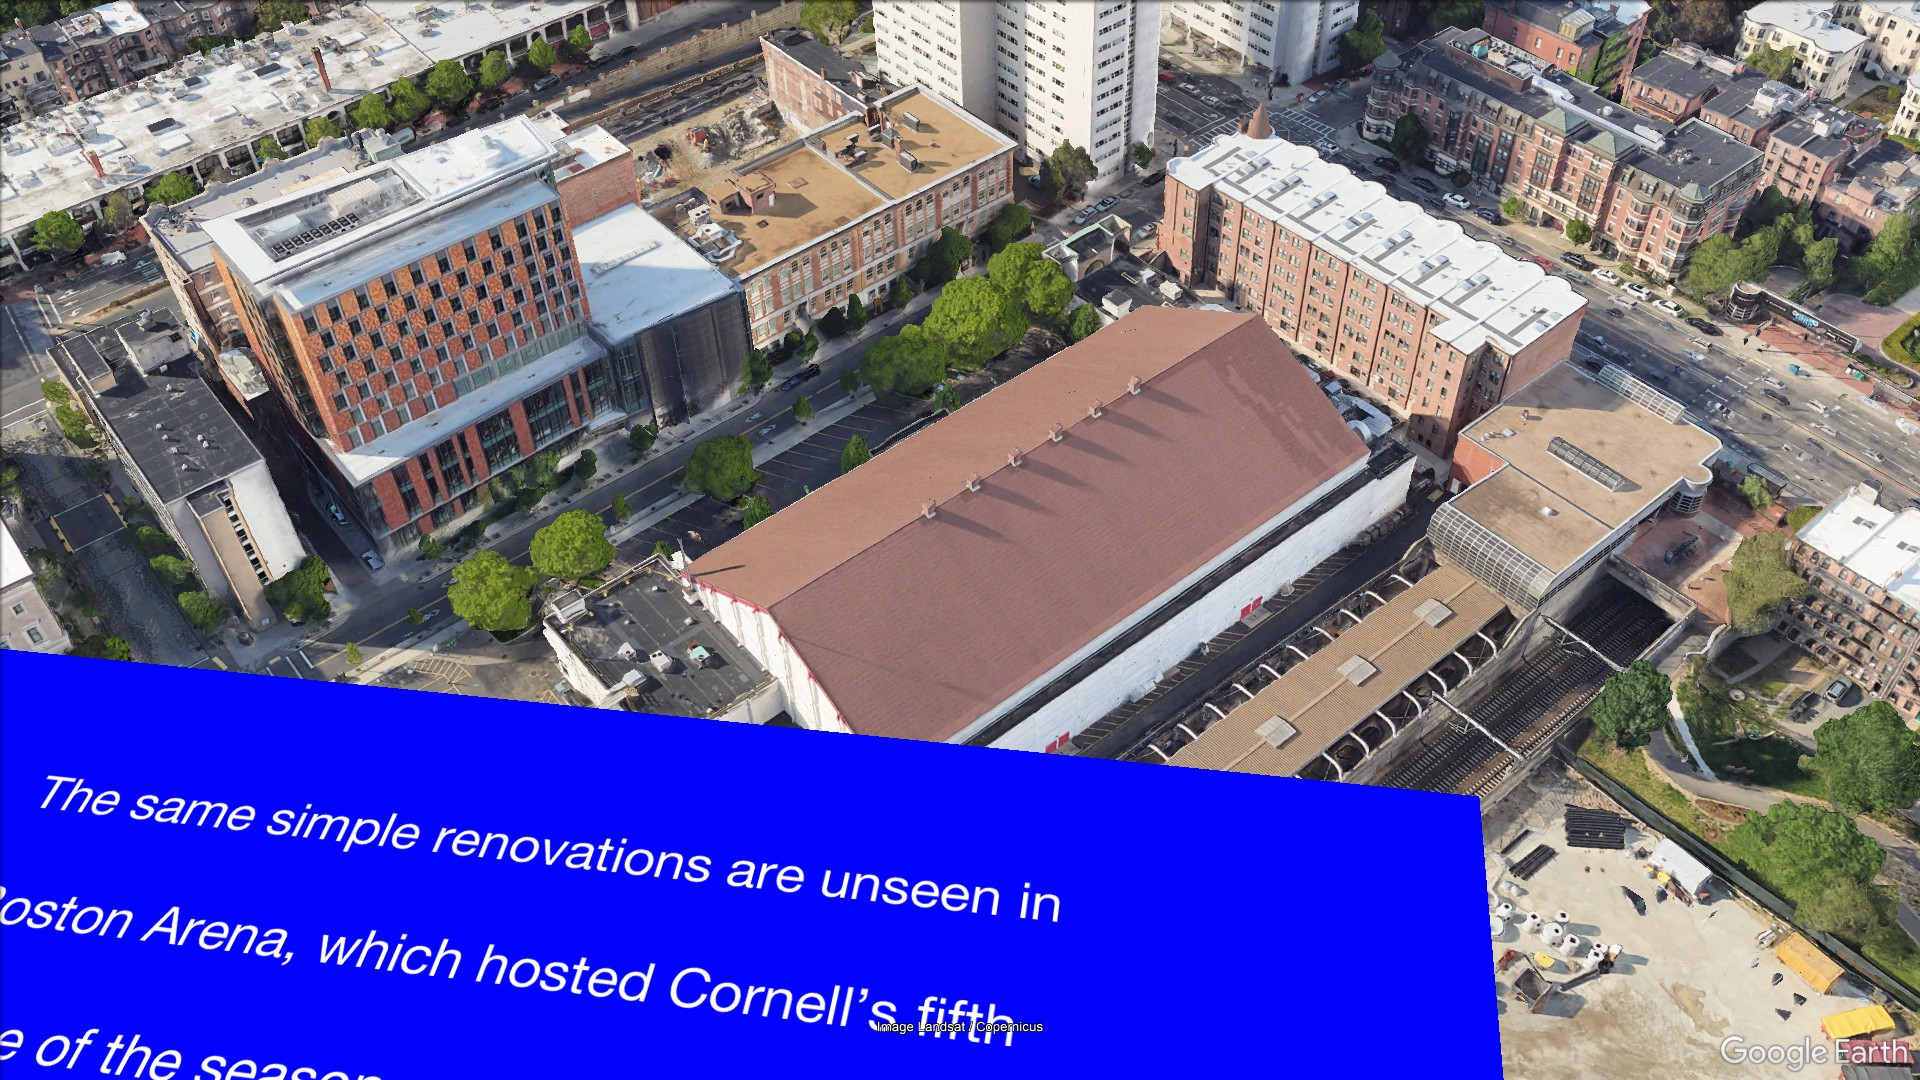 The same simple renovations are unseen in
oston Arena, which hosted Cornell's fifth
e of the season
Image Landsat / Copernicus
Google Earth